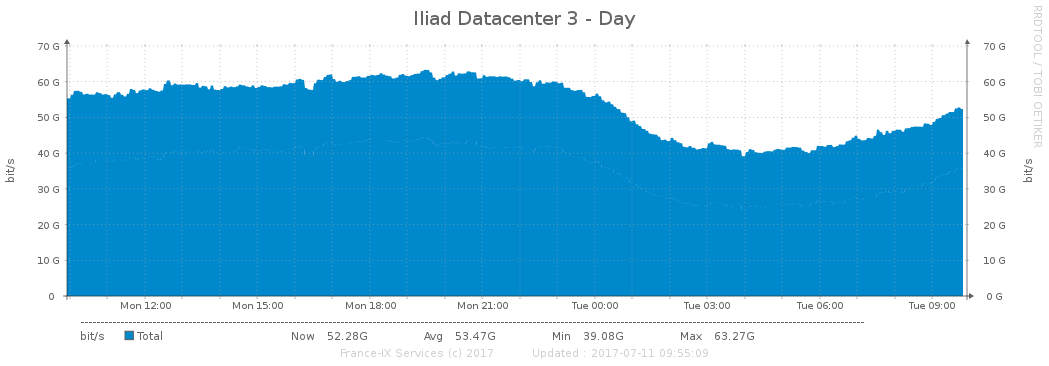 Iliad Datacenter 3 - Day
RRDTOOL / TOBI OETIKER
70 G 70 G
60 G 60 G
50 G 50 G
40 G 40 G
30 G 30 G
20 G 20 G
10 G 10 G
0 0 G
bit/s bit/s
Mon 12:00 Mon 15:00 Mon 18:00 Mon 21:00 Tue 00:00 Tue 03:00 Tue 06:00 Tue 09:00
bit/s Total Now 52.28G Avg 53.47G Min 39.08G Max 63.27G
France-IX Services (c) 2017 Updated : 2017-07-11 09:55:09